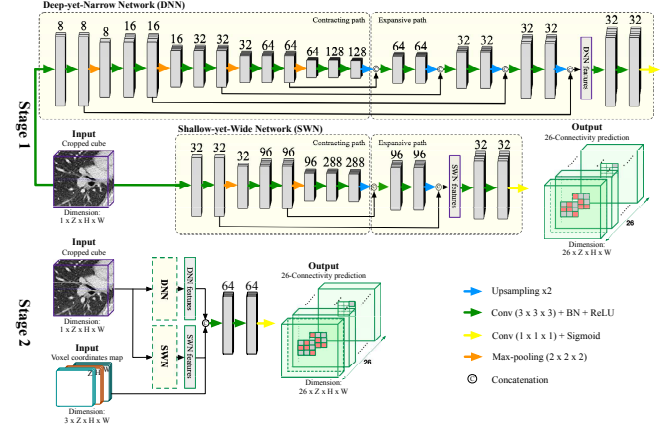 Deep-yet-Narrow Network (DNN)
Contracting path
Expansive path
8 8 8 16 16 16 32 32 32 64 64 64 128 128 64 64 32 32 32 32 32 32
DNN features
Stage 1
Input
Cropped cube
Dimension:
1 x Z x H x W
Shallow-yet-Wide Network (SWN)
Contracting path
Expansive path
32 32 32 96 96 96 288 288 96 96 32 32
SWN features
Output
26-Connectivity prediction
26
Dimension:
26 x Z x H x W
Stage 2
Input
Cropped cube
Dimension:
1 x Z x H x W
Input
Voxel coordinates map
Z H W
Dimension:
3 x Z x H x W
DNN
DNN features
SWN
SWN features
C
64 64
Output
26-Connectivity prediction
26
Dimension:
26 x Z x H x W
Upsampling x2
Conv (3 x 3 x 3) + BN + ReLU
Conv (1 x 1 x 1) + Sigmoid
Max-pooling (2 x 2 x 2)
C Concatenation